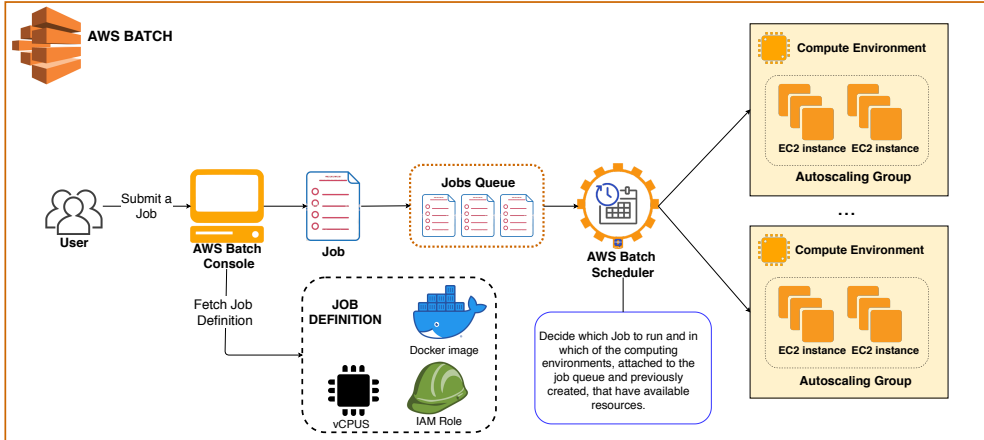 AWS BATCH
User
Submit a
Job
AWS Batch
Console
Job
Jobs Queue
AWS Batch
Scheduler
Fetch Job
Definition
JOB
DEFINITION
Docker image
vCPUS
IAM Role
Decide which Job to run and in
which of the computing
environments, attached to the
job queue and previously
created, that have available
resources.
Compute Environment
EC2 instance
EC2 instance
Autoscaling Group
...
Compute Environment
EC2 instance
EC2 instance
Autoscaling Group